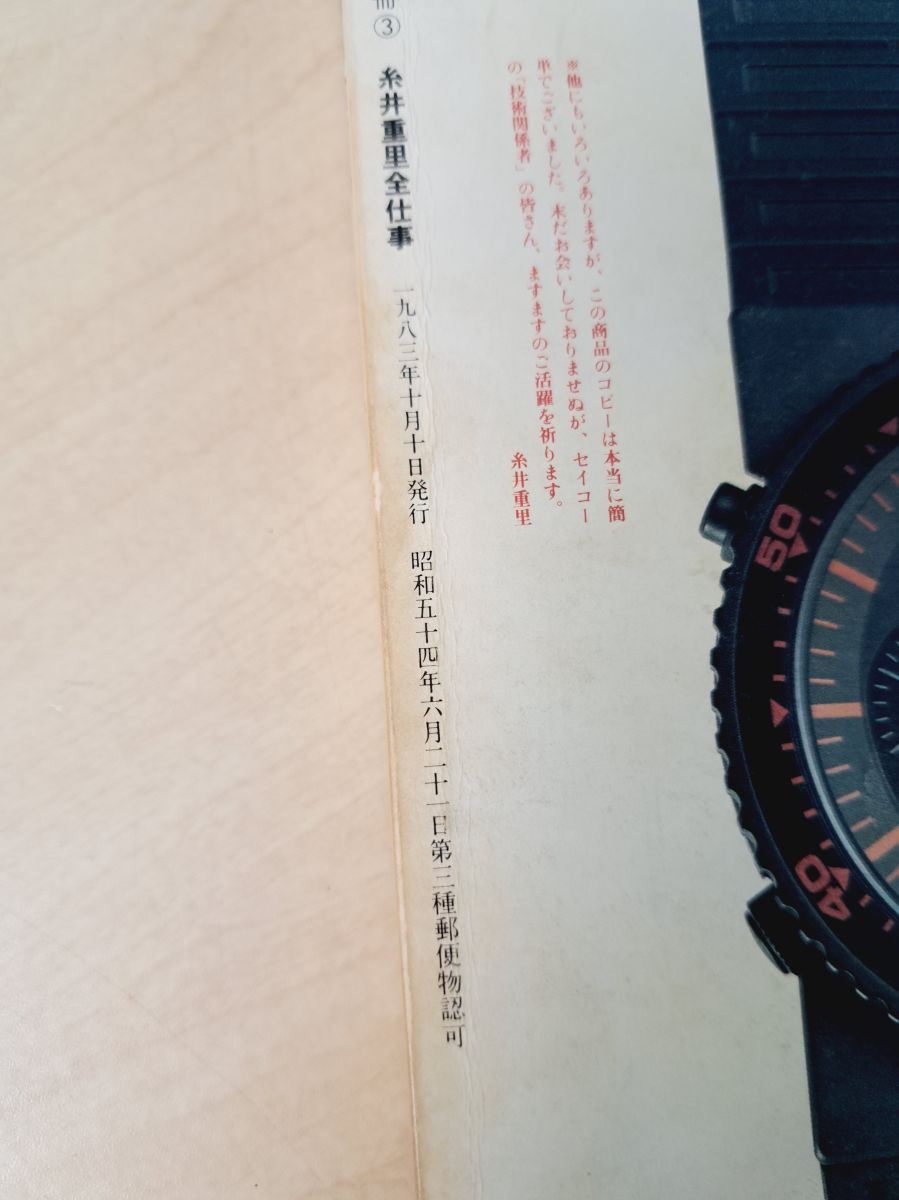 ※他にもいろいろありますが、この商品のコピーは本当に簡
単でございました。未だお会いしておりませぬが、セイコー
の「技術関係者」の皆さん、ますますのご活躍を祈ります。
糸井重里
冊③ 糸井重里全仕事 一九八三年十月十日発行 昭和五十四年六月二十一日第三種郵便物認可
50
40